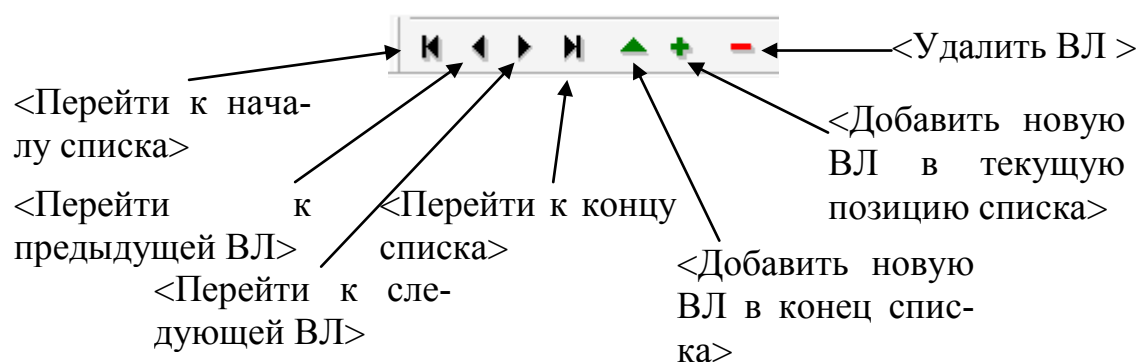 <Удалить ВЛ >
<Перейти к нача-
лу списка>
<Добавить новую
ВЛ в текущую
позицию списка>
<Перейти к
предыдущей ВЛ>
<Перейти к концу
списка>
<Добавить новую
ВЛ в конец спис-
ка>
<Перейти к сле-
дующей ВЛ>